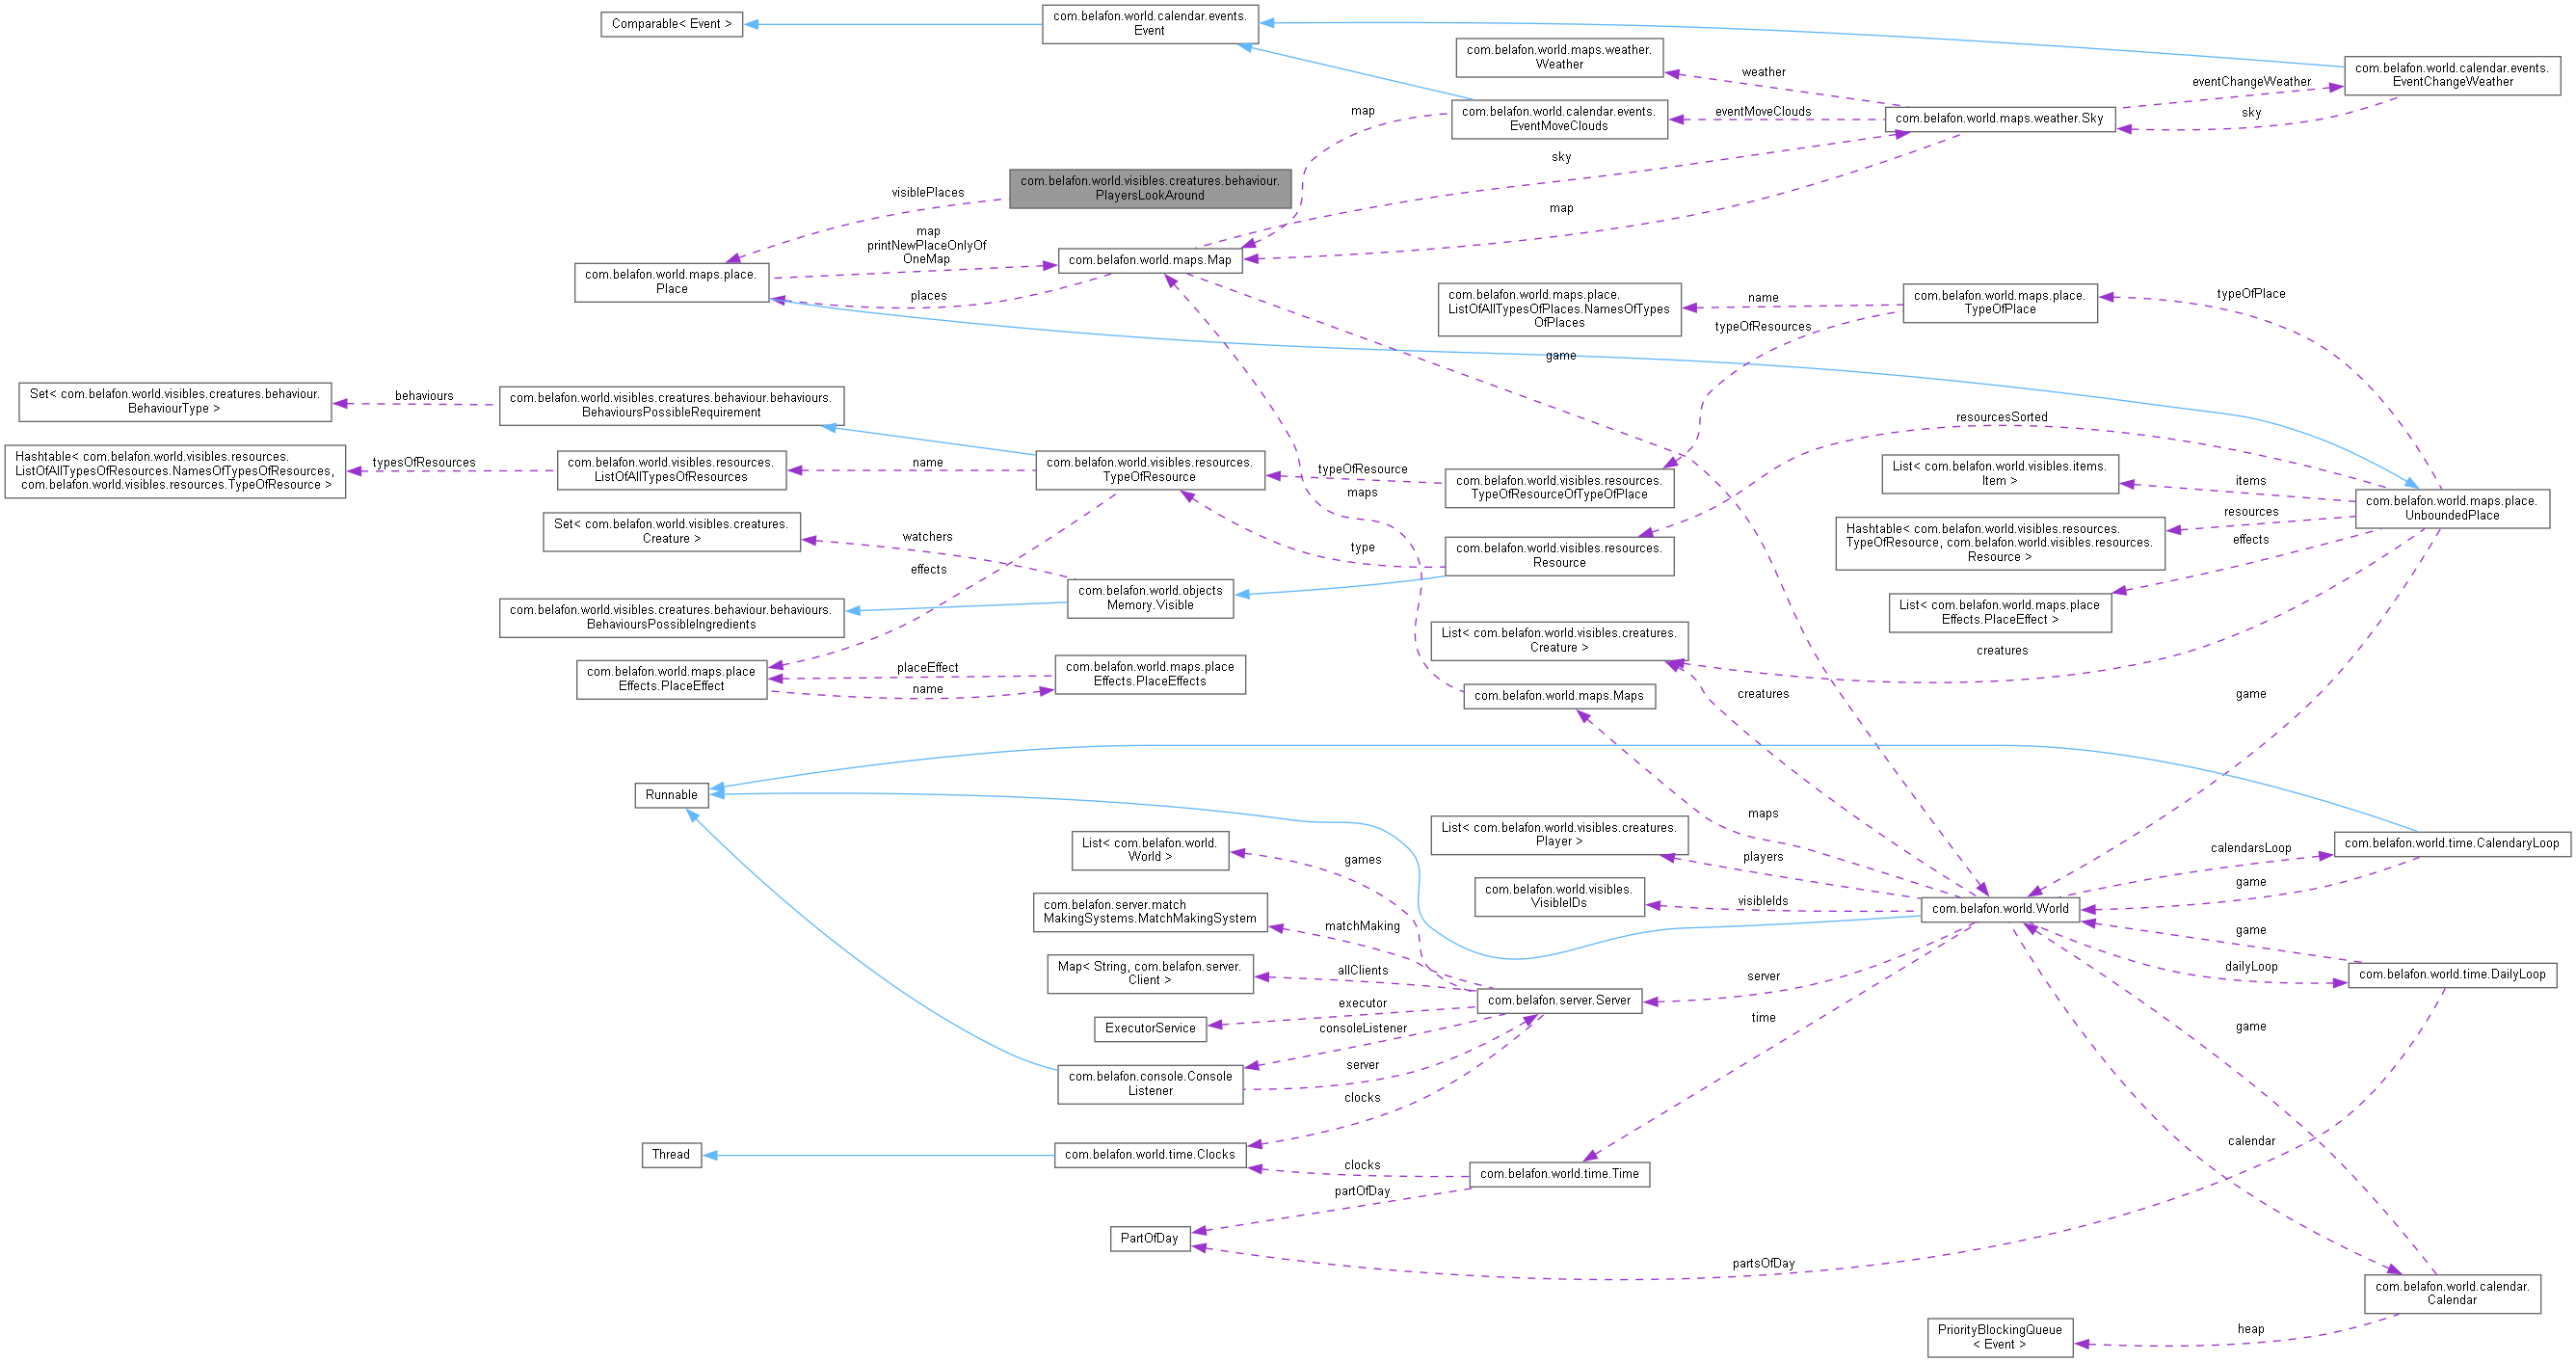 Comparable< Event >
com.belafon.world.calendar.events.
Event
com.belafon.world.maps.weather.
Weather
weather
com.belafon.world.calendar.events.
EventChangeWeather
eventChangeWeather
sky
com.belafon.world.calendar.events.
EventMoveClouds
eventMoveClouds
com.belafon.world.maps.weather.Sky
map
sky
map
com.belafon.world.visibles.creatures.behaviour.
PlayersLookAround
visiblePlaces
map
printNewPlaceOnlyOf
OneMap
com.belafon.world.maps.Map
com.belafon.world.maps.place.
Place
places
com.belafon.world.maps.place.
ListOfAllTypesOfPlaces.NamesOfTypes
OfPlaces
name
com.belafon.world.maps.place.
TypeOfPlace
typeOfPlace
typeOfResources
game
Set< com.belafon.world.visibles.creatures.behaviour.
BehaviourType >
behaviours
com.belafon.world.visibles.creatures.behaviour.behaviours.
BehavioursPossibleRequirement
resourcesSorted
Hashtable< com.belafon.world.visibles.resources.
ListOfAllTypesOfResources.NamesOfTypesOfResources,
com.belafon.world.visibles.resources.TypeOfResource >
typesOfResources
com.belafon.world.visibles.resources.
ListOfAllTypesOfResources
name
com.belafon.world.visibles.resources.
TypeOfResource
typeOfResource
maps
com.belafon.world.visibles.resources.
TypeOfResourceOfTypeOfPlace
List< com.belafon.world.visibles.items.
Item >
items
com.belafon.world.maps.place.
UnboundedPlace
resources
Hashtable< com.belafon.world.visibles.resources.
TypeOfResource, com.belafon.world.visibles.resources.
Resource >
effects
Set< com.belafon.world.visibles.creatures.
Creature >
watchers
type
com.belafon.world.visibles.resources.
Resource
effects
com.belafon.world.objects
Memory.Visible
com.belafon.world.visibles.creatures.behaviour.behaviours.
BehavioursPossibleIngredients
List< com.belafon.world.maps.place
Effects.PlaceEffect >
List< com.belafon.world.visibles.creatures.
Creature >
creatures
com.belafon.world.maps.place
Effects.PlaceEffect
placeEffect
name
com.belafon.world.maps.place
Effects.PlaceEffects
com.belafon.world.maps.Maps
creatures
game
Runnable
maps
List< com.belafon.world.visibles.creatures.
Player >
players
List< com.belafon.world.
World >
games
calendarsLoop
com.belafon.world.time.CalendaryLoop
game
com.belafon.world.visibles.
VisibleIDs
visibleIds
com.belafon.world.World
com.belafon.server.match
MakingSystems.MatchMakingSystem
matchMaking
game
dailyLoop
com.belafon.world.time.DailyLoop
Map< String, com.belafon.server.
Client >
allClients
server
com.belafon.server.Server
executor
ExecutorService
consoleListener
time
game
server
com.belafon.console.Console
Listener
clocks
calendar
Thread
com.belafon.world.time.Clocks
clocks
com.belafon.world.time.Time
partOfDay
PartOfDay
partsOfDay
com.belafon.world.calendar.
Calendar
heap
PriorityBlockingQueue
< Event >